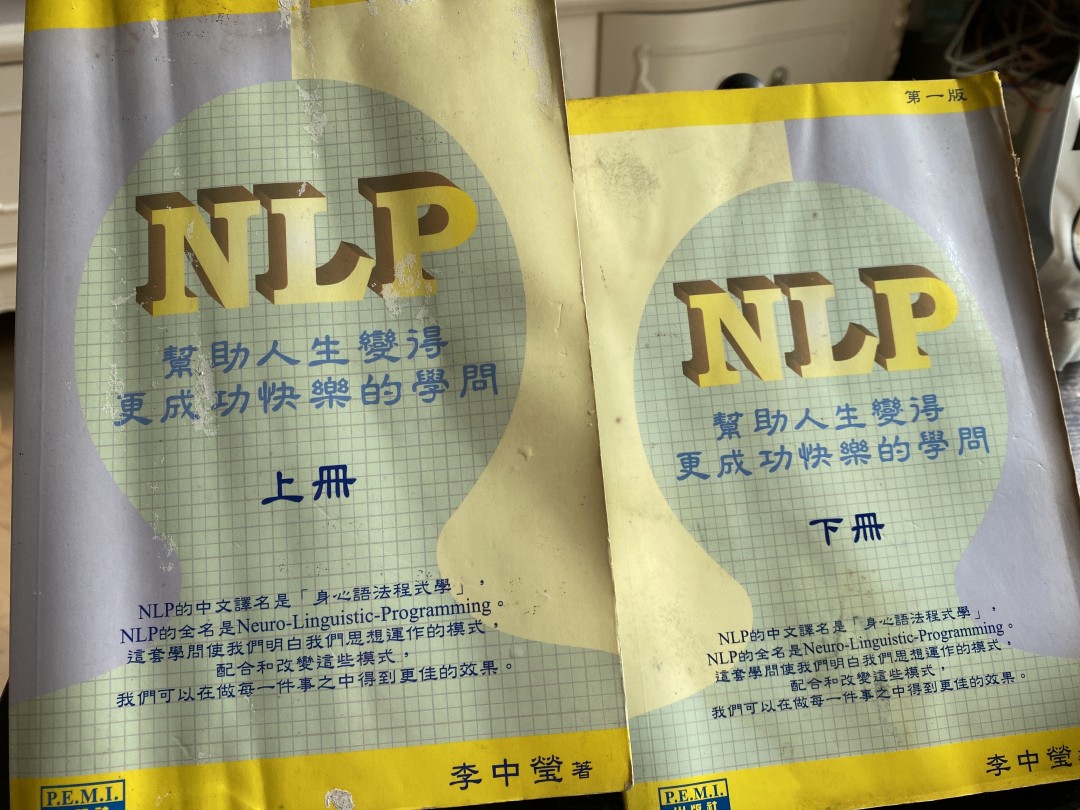 NLP
幫助人生變得
更成功快樂的學問
上冊
NLP的中文譯名是「身心語法程式學」，
NLP的全名是Neuro-Linguistic-Programming。
這套學問使我們明白我們思想運作的模式，
配合和改變這些模式，
我們可以在做每一件事之中得到更佳的效果。
李中瑩 著
P.E.M.I.
出版社
第一版
NLP
幫助人生變得
更成功快樂的學問
下冊
NLP的中文譯名是「身心語法程式學」，
NLP的全名是Neuro-Linguistic-Programming。
這套學問使我們明白我們思想運作的模式，
配合和改變這些模式，
我們可以在做每一件事之中得到更佳的效果。
李中瑩
P.E.M.I.
出版社